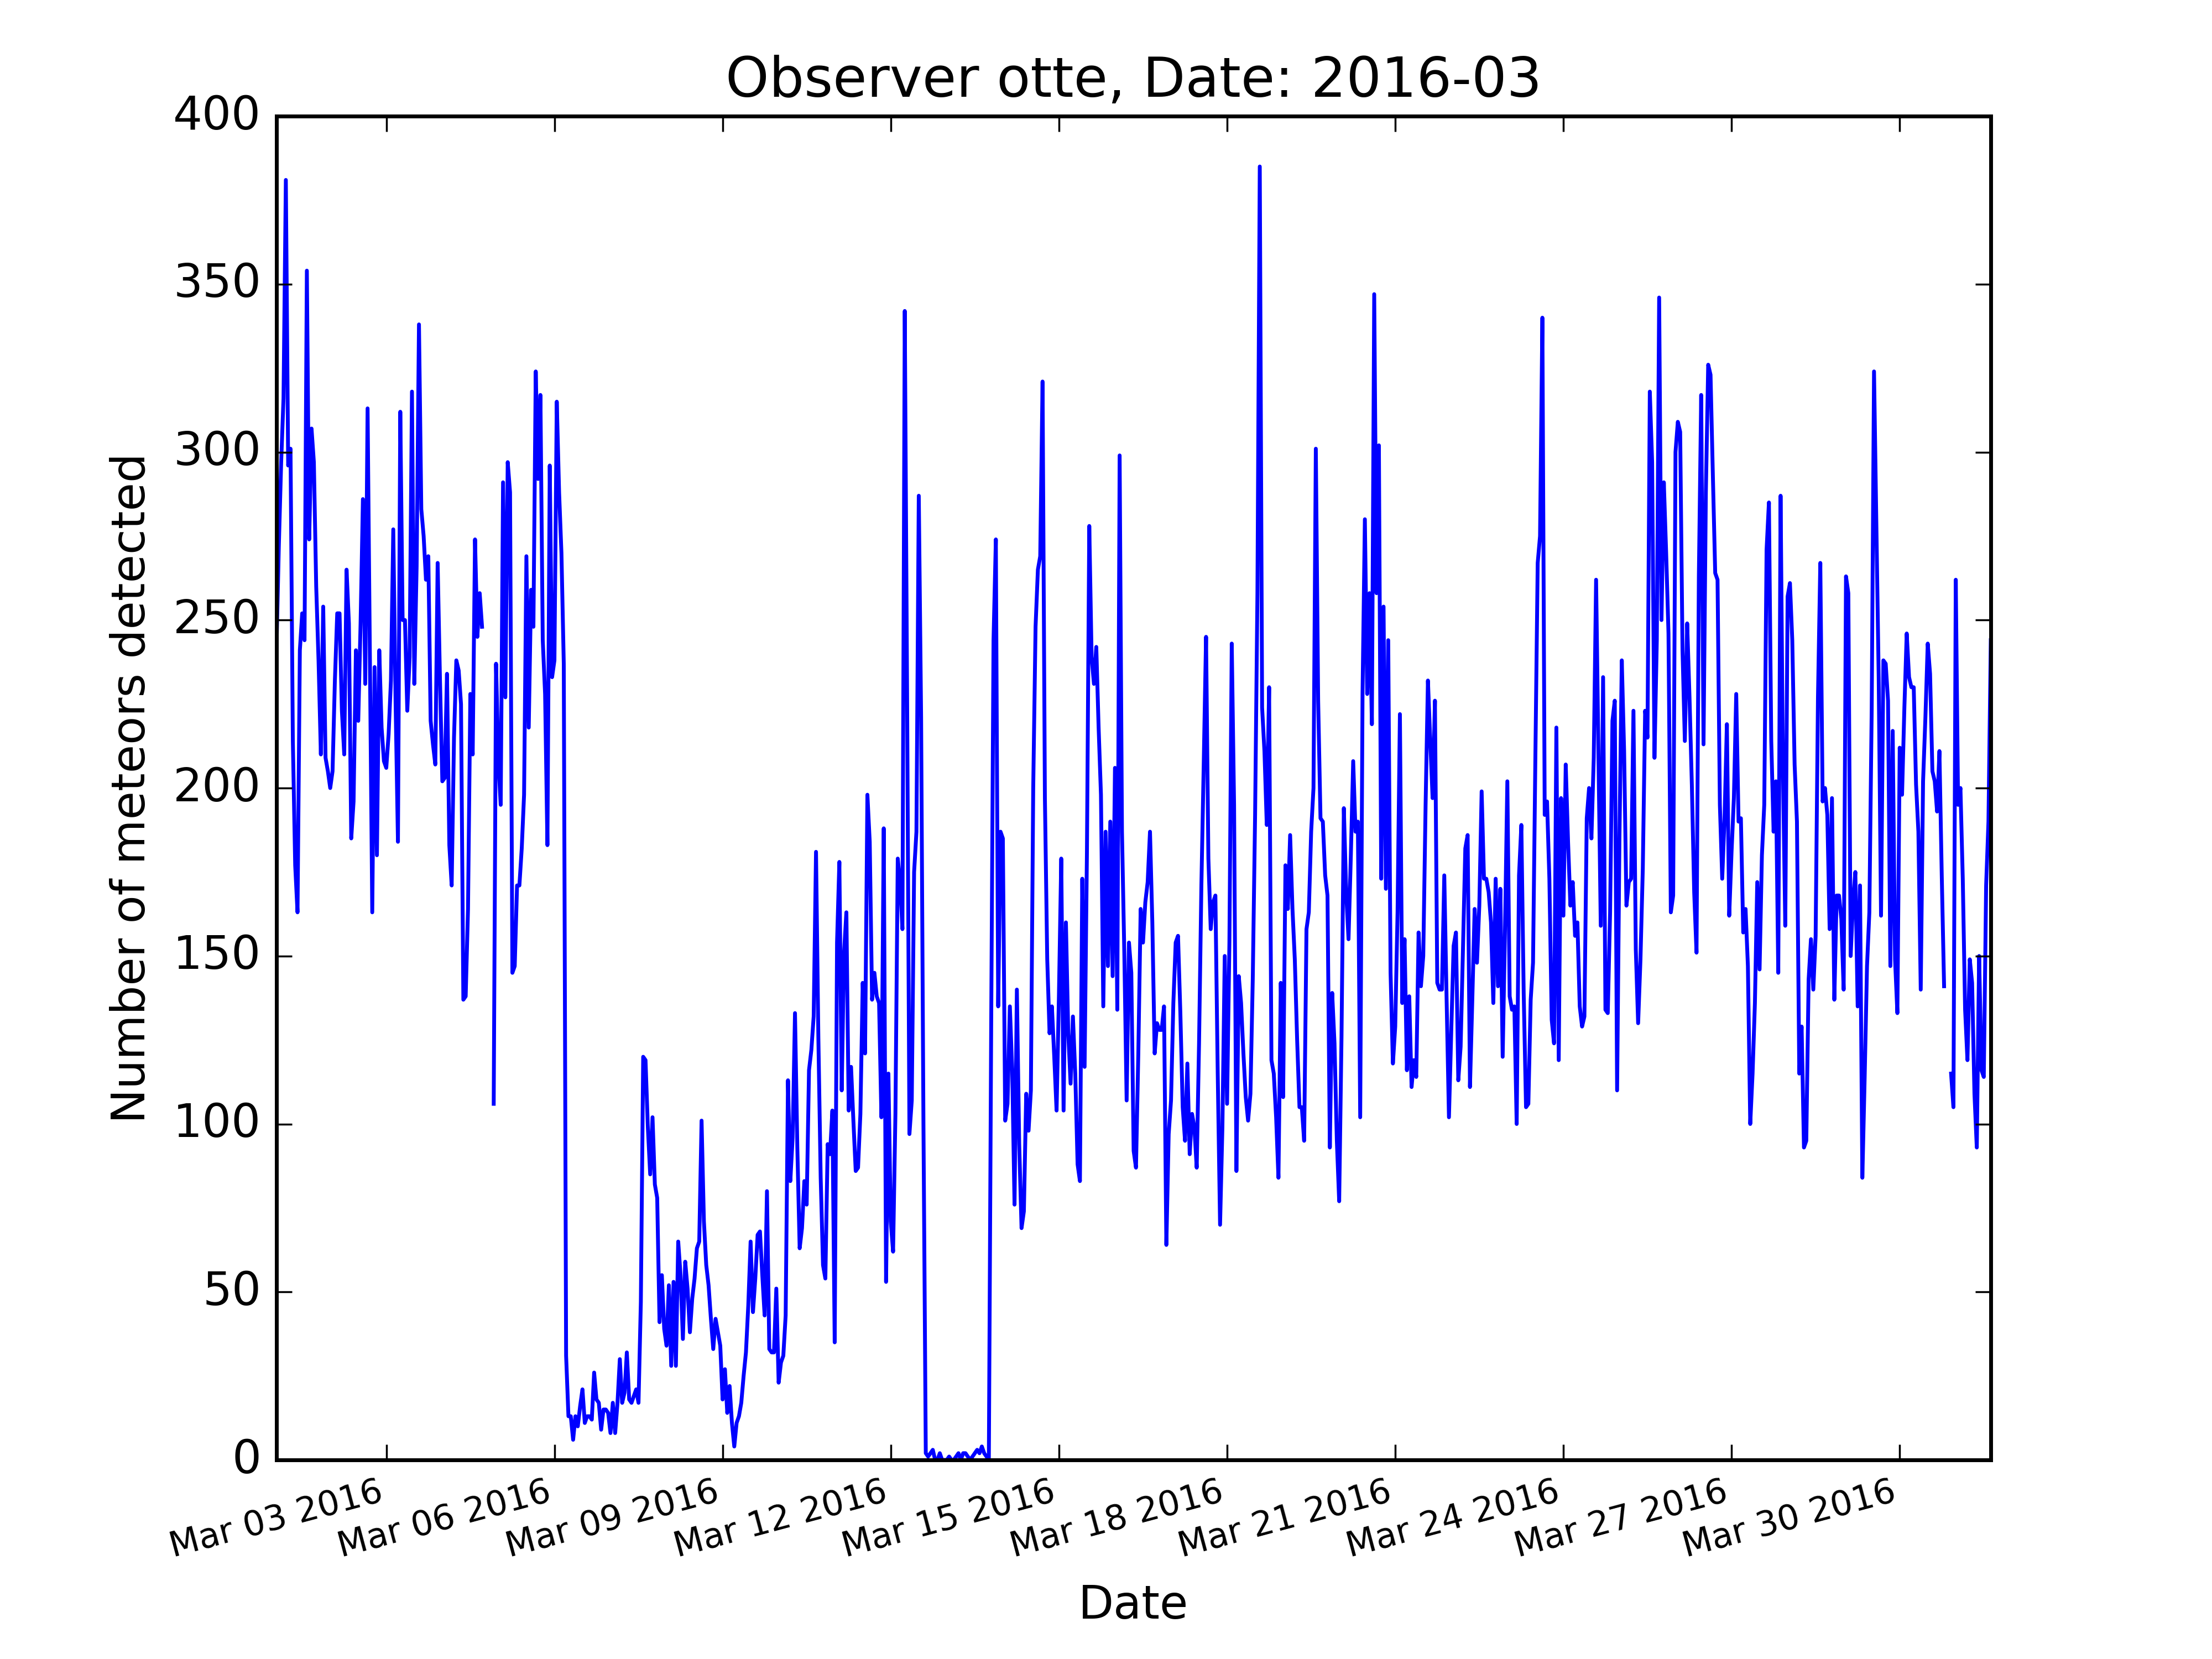 Observer otte, Date: 2016-03
400
350
300
250
200
150
100
50
0
Number of meteors detected
Mar 03 2016
Mar 06 2016
Mar 09 2016
Mar 12 2016
Mar 15 2016
Mar 18 2016
Mar 21 2016
Mar 24 2016
Mar 27 2016
Mar 30 2016
Date